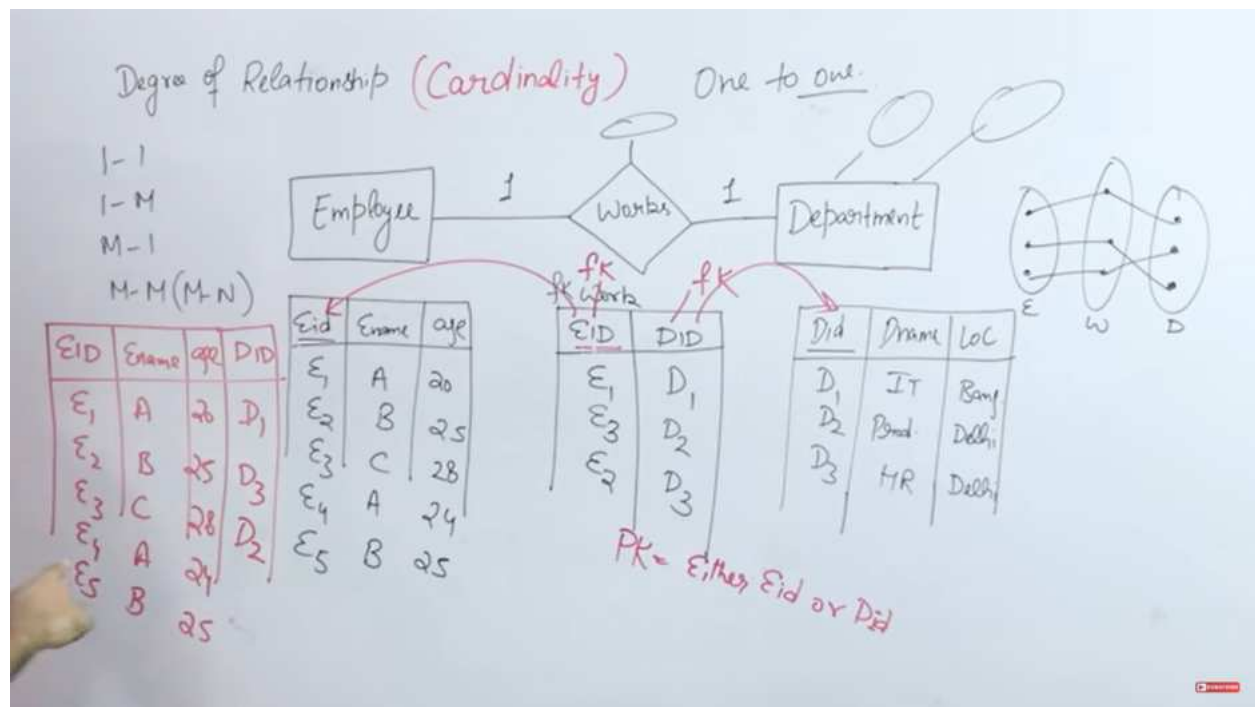 Degree of Relationship (Cardinality) One to one.
1-1
1-M
M-1
M-M (M-N)
Employee
1
Works
1
Department
E
W
D
fk
fk
fk Work
EID Ename age DID
E1 A 20 D1
E2 B 25 D3
E3 C 28 D2
E4 A 24
E5 B 25
Eid Ename age
E1 A 20
E2 B 25
E3 C 28
E4 A 24
E5 B 25
EID DID
E1 D1
E3 D2
E2 D3
Did Dname LOC
D1 IT Bang
D2 Delhi
D3 HR Delhi
PK = Either Eid or Did